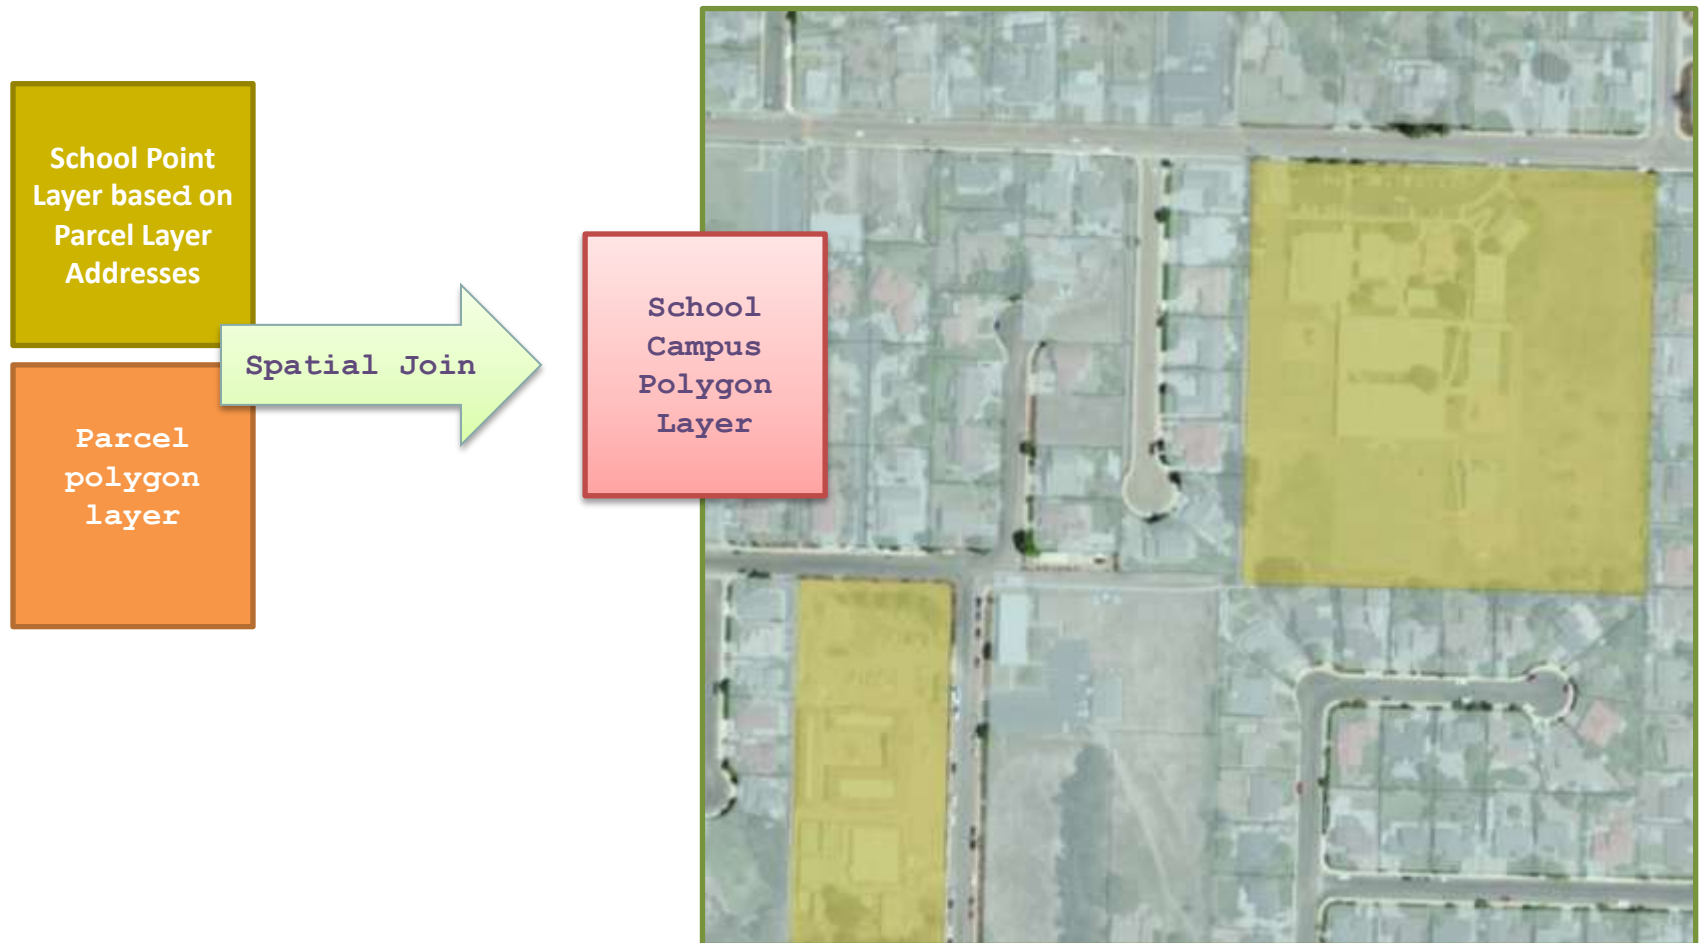 School Point
Layer based on
Parcel Layer
Addresses
Parcel
polygon
layer
Spatial Join
School
Campus
Polygon
Layer